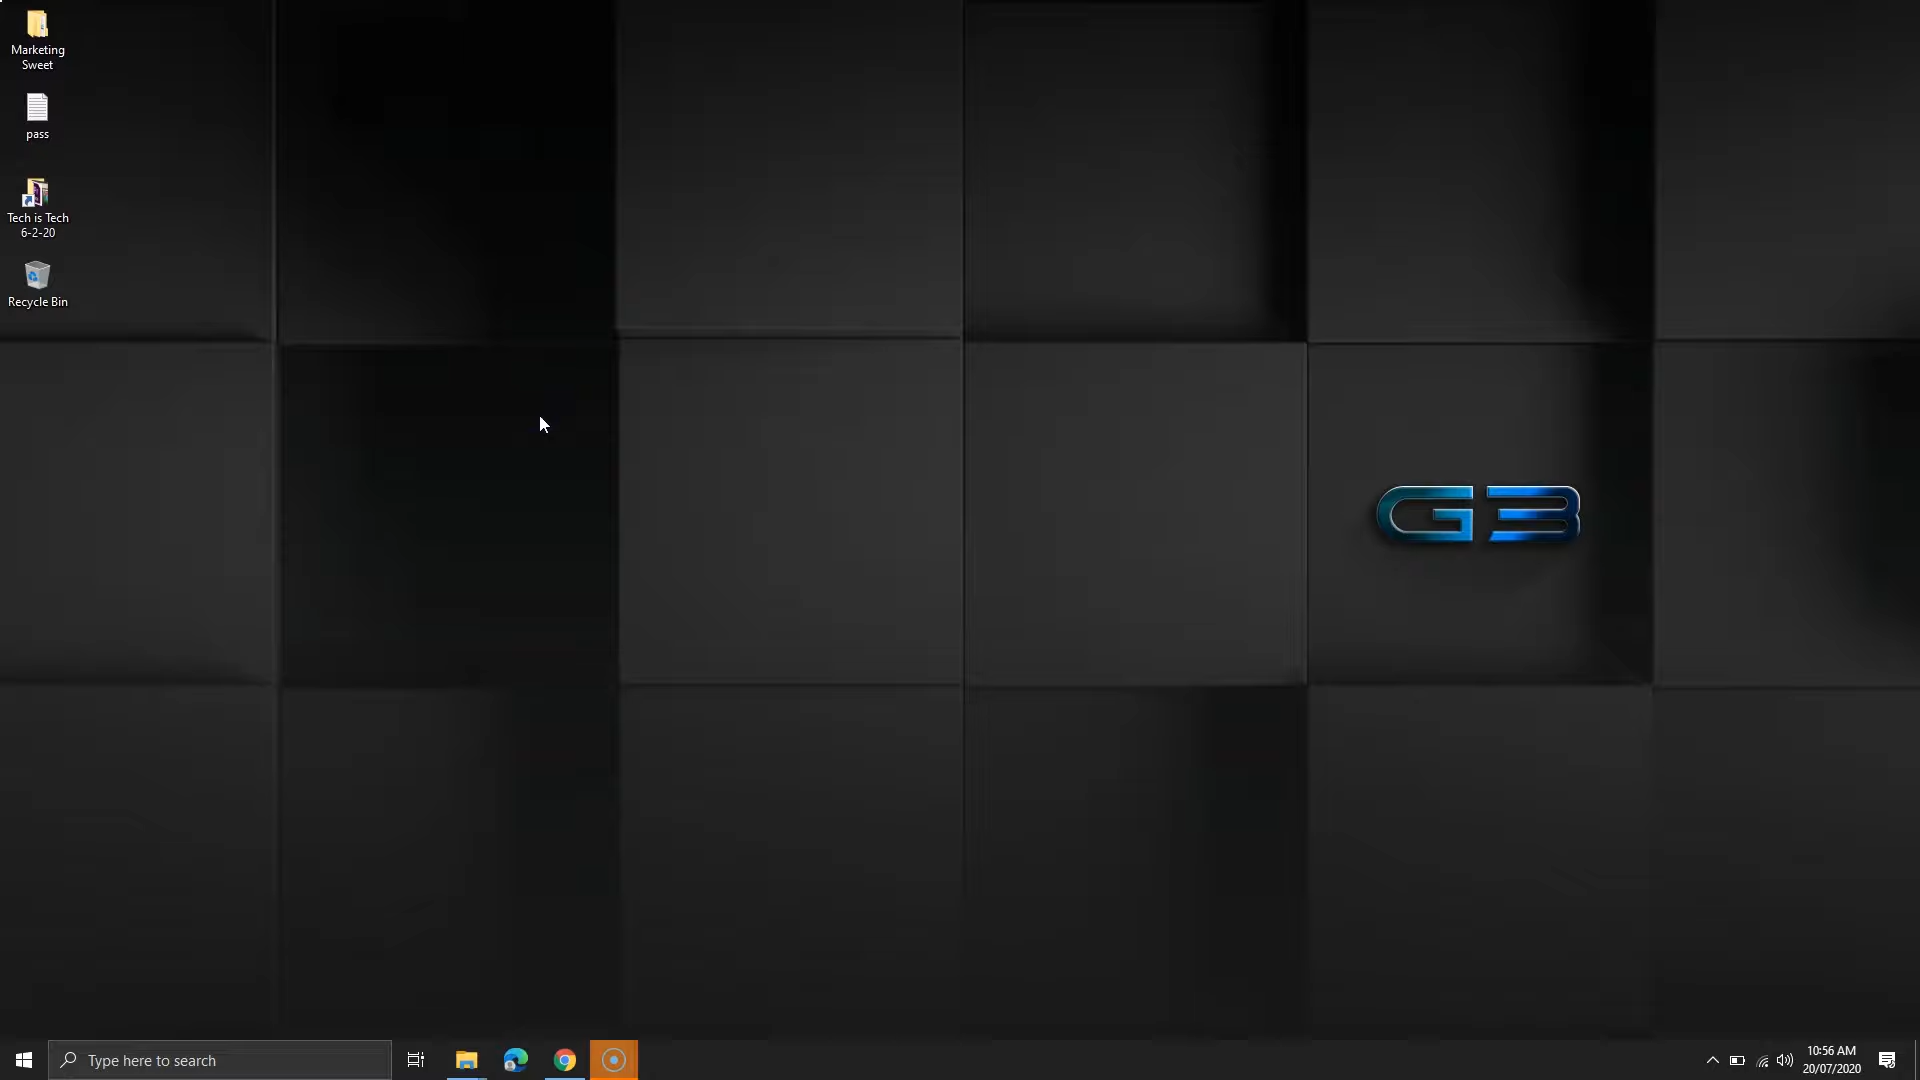 Marketing
Sweet
pass
Tech is Tech
6-2-20
Recycle Bin
G3
Type here to search
10:56 AM
20/07/2020